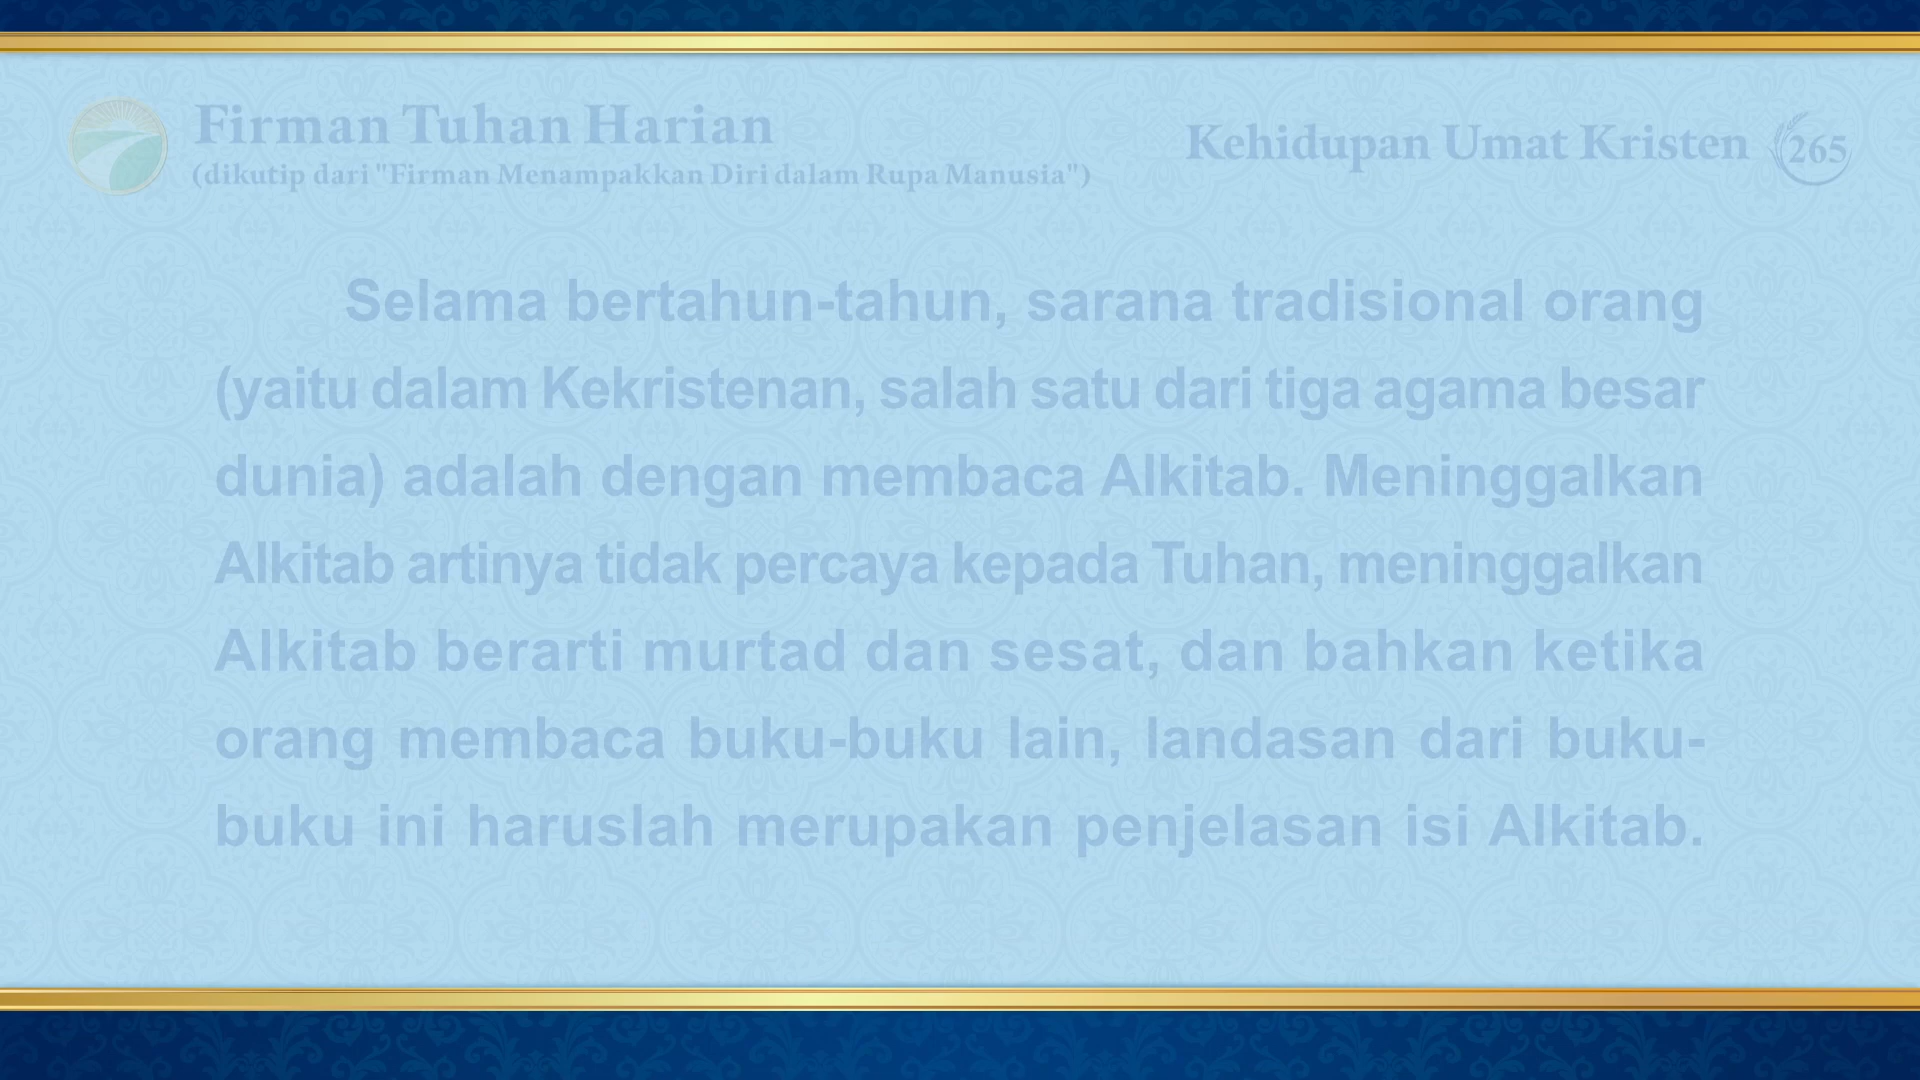 Firman Tuhan Harian
(dikutip dari "Firman Menampakkan Diri dalam Rupa Manusia")
Kehidupan Umat Kristen 265
Selama bertahun-tahun, sarana tradisional orang
(yaitu dalam Kekristenan, salah satu dari tiga agama besar
dunia) adalah dengan membaca Alkitab. Meninggalkan
Alkitab artinya tidak percaya kepada Tuhan, meninggalkan
Alkitab berarti murtad dan sesat, dan bahkan ketika
orang membaca buku-buku lain, landasan dari buku-
buku ini haruslah merupakan penjelasan isi Alkitab.